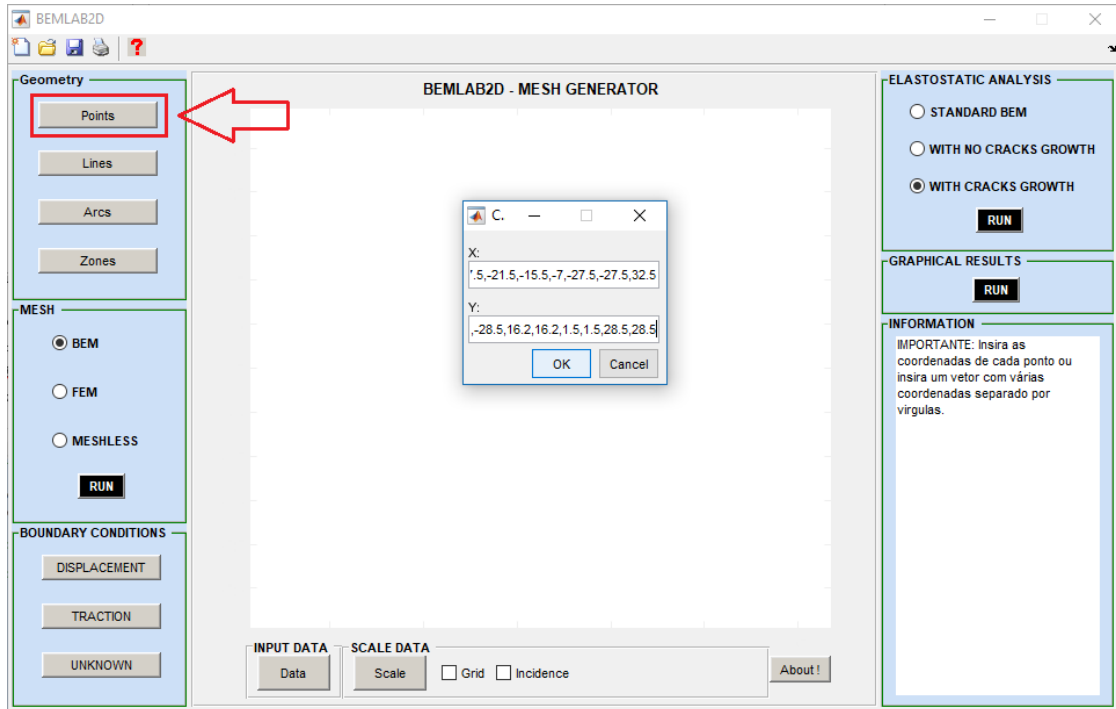 BEMLAB2D
Geometry
Points
Lines
Arcs
Zones
MESH
BEM
FEM
MESHLESS
RUN
BOUNDARY CONDITIONS
DISPLACEMENT
TRACTION
UNKNOWN
BEMLAB2D - MESH GENERATOR
C.
X:
'.5,-21.5,-15.5,-7,-27.5,-27.5,32.5
Y:
,-28.5,16.2,16.2,1.5,1.5,28.5,28.5
OK Cancel
INPUT DATA
Data
SCALE DATA
Scale Grid Incidence
About !
ELASTOSTATIC ANALYSIS
STANDARD BEM
WITH NO CRACKS GROWTH
WITH CRACKS GROWTH
RUN
GRAPHICAL RESULTS
RUN
INFORMATION
IMPORTANTE: Insira as
coordenadas de cada ponto ou
insira um vetor com várias
coordenadas separado por
vírgulas.